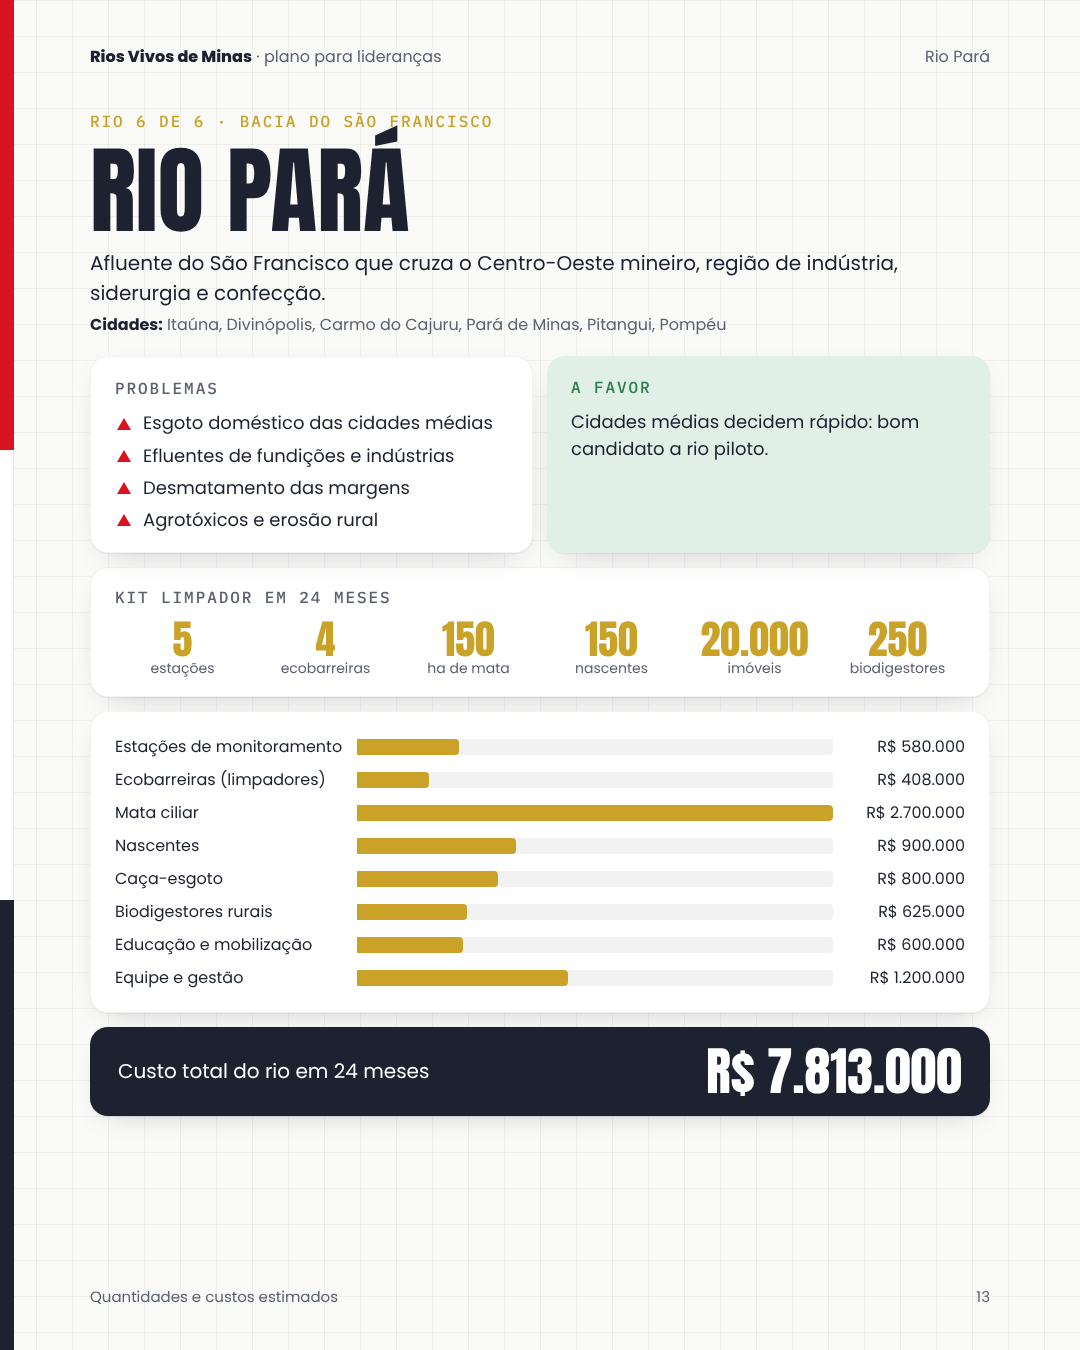 Rios Vivos de Minas · plano para lideranças
Rio Pará
RIO 6 DE 6 · BACIA DO SÃO FRANCISCO
RIO PARÁ
Afluente do São Francisco que cruza o Centro-Oeste mineiro, região de indústria,
siderurgia e confecção.
Cidades: Itaúna, Divinópolis, Carmo do Cajuru, Pará de Minas, Pitangui, Pompéu
PROBLEMAS
Esgoto doméstico das cidades médias
Efluentes de fundições e indústrias
Desmatamento das margens
Agrotóxicos e erosão rural
A FAVOR
Cidades médias decidem rápido: bom
candidato a rio piloto.
KIT LIMPADOR EM 24 MESES
5
estações
4
ecobarreiras
150
ha de mata
150
nascentes
20.000
imóveis
250
biodigestores
Estações de monitoramento R$ 580.000
Ecobarreiras (limpadores) R$ 408.000
Mata ciliar R$ 2.700.000
Nascentes R$ 900.000
Caça-esgoto R$ 800.000
Biodigestores rurais R$ 625.000
Educação e mobilização R$ 600.000
Equipe e gestão R$ 1.200.000
Custo total do rio em 24 meses R$ 7.813.000
Quantidades e custos estimados
13